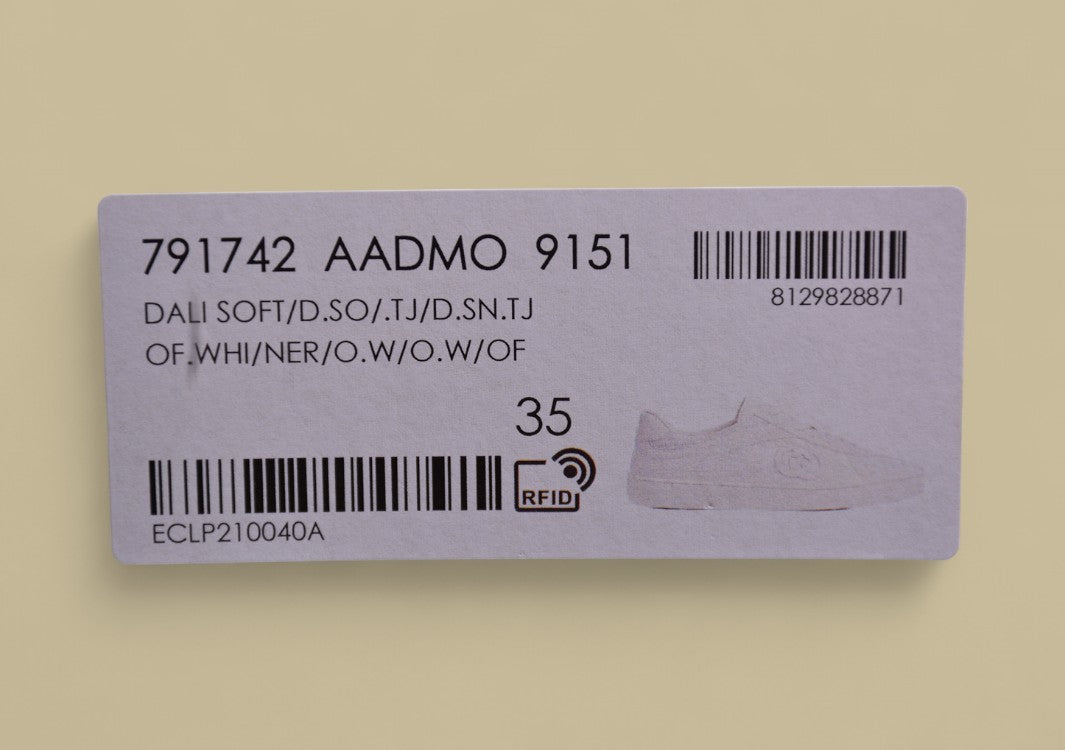 791742 AADMO 9151
8129828871
DALI SOFT/D.SO/.TJ/D.SN.TJ
OF.WHI/NER/O.W/O.W/OF
35
RFID
ECLP210040A